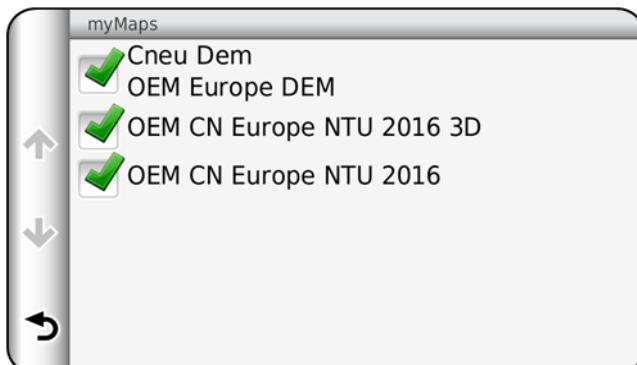 myMaps
Cneu Dem
OEM Europe DEM
OEM CN Europe NTU 2016 3D
OEM CN Europe NTU 2016